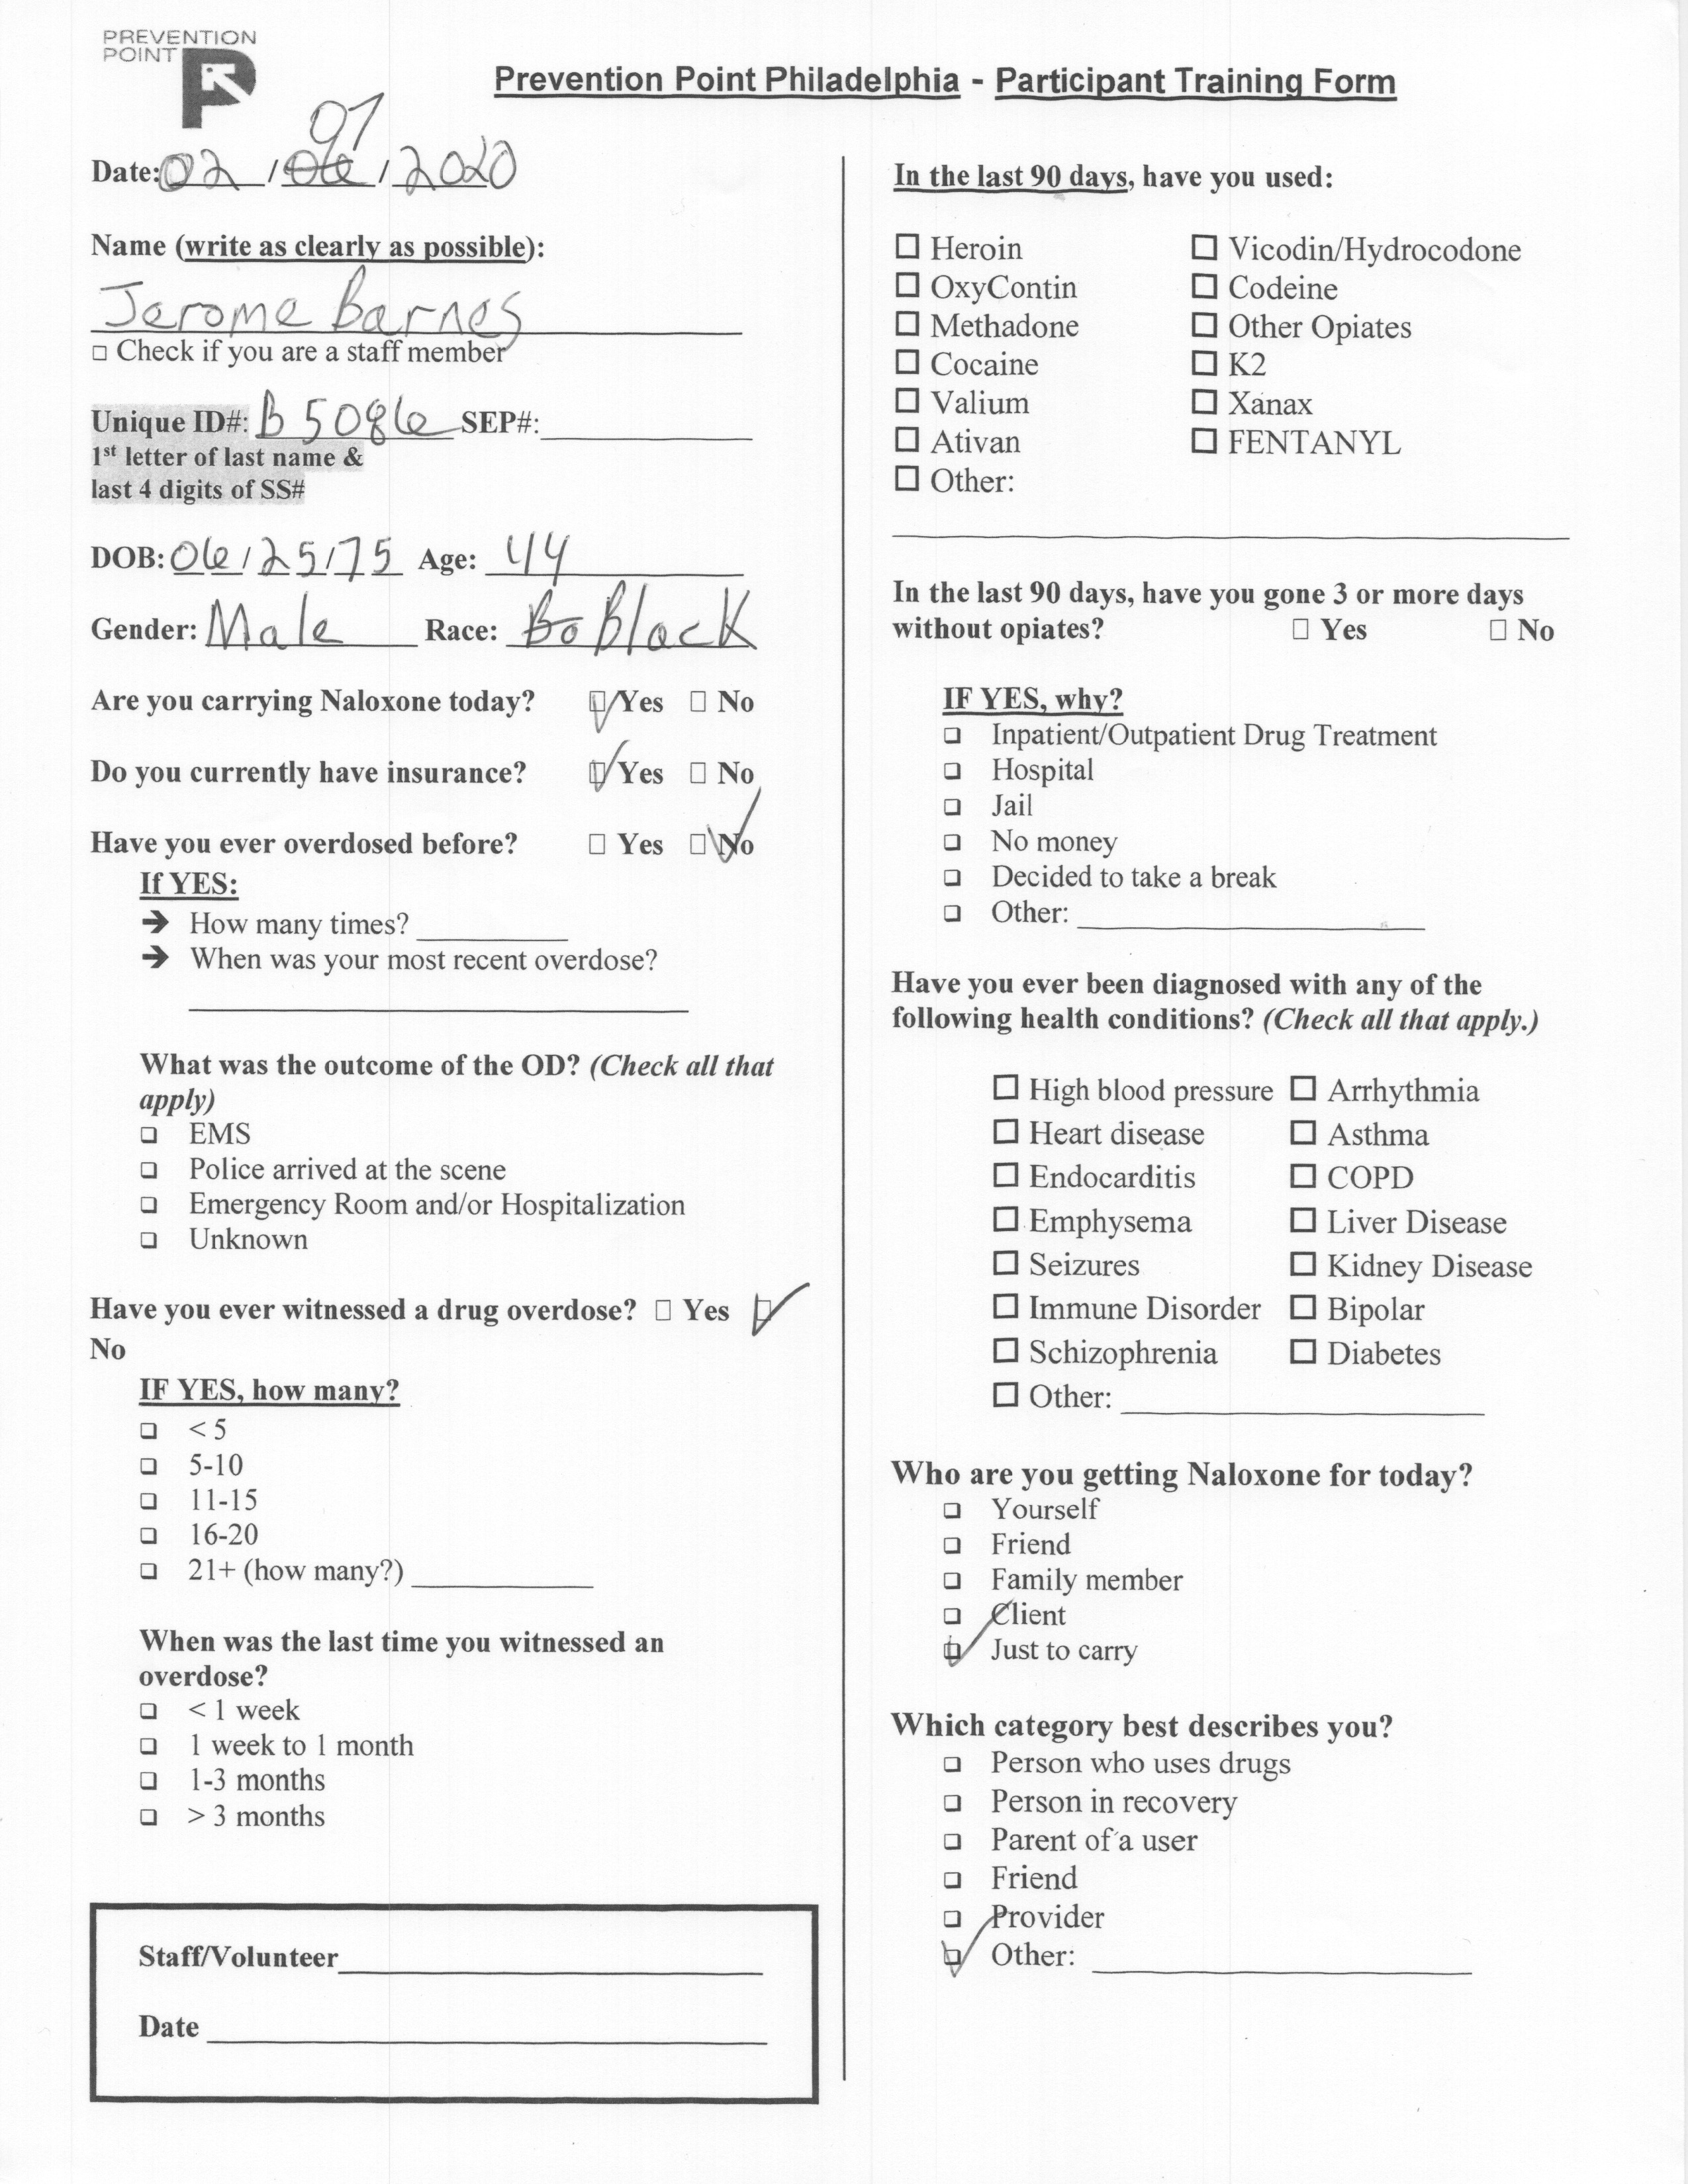 PREVENTION
POINT
Prevention Point Philadelphia - Participant Training Form
07
Date: 02 / 06 / 2020
Name (write as clearly as possible):
Jerome Barnes
□ Check if you are a staff member
Unique ID#: B 5086 SEP#:
1st letter of last name &
last 4 digits of SS#
DOB: 06 / 25 / 75 Age: 44
Gender: Male Race: Bo Black
Are you carrying Naloxone today? ☑ Yes □ No
Do you currently have insurance? ☑ Yes □ No
Have you ever overdosed before? □ Yes ☑ No
If YES:
→ How many times?
→ When was your most recent overdose?
What was the outcome of the OD? (Check all that
apply)
❏ EMS
❏ Police arrived at the scene
❏ Emergency Room and/or Hospitalization
❏ Unknown
Have you ever witnessed a drug overdose? □ Yes ☑
No
IF YES, how many?
❏ < 5
❏ 5-10
❏ 11-15
❏ 16-20
❏ 21+ (how many?)
When was the last time you witnessed an
overdose?
❏ < 1 week
❏ 1 week to 1 month
❏ 1-3 months
❏ > 3 months
Staff/Volunteer
Date
In the last 90 days, have you used:
□ Heroin □ Vicodin/Hydrocodone
□ OxyContin □ Codeine
□ Methadone □ Other Opiates
□ Cocaine □ K2
□ Valium □ Xanax
□ Ativan □ FENTANYL
□ Other:
In the last 90 days, have you gone 3 or more days
without opiates? □ Yes □ No
IF YES, why?
❏ Inpatient/Outpatient Drug Treatment
❏ Hospital
❏ Jail
❏ No money
❏ Decided to take a break
❏ Other:
Have you ever been diagnosed with any of the
following health conditions? (Check all that apply.)
□ High blood pressure □ Arrhythmia
□ Heart disease □ Asthma
□ Endocarditis □ COPD
□ Emphysema □ Liver Disease
□ Seizures □ Kidney Disease
□ Immune Disorder □ Bipolar
□ Schizophrenia □ Diabetes
□ Other:
Who are you getting Naloxone for today?
❏ Yourself
❏ Friend
❏ Family member
❏ Client
☑ Just to carry
Which category best describes you?
❏ Person who uses drugs
❏ Person in recovery
❏ Parent of a user
❏ Friend
❏ Provider
☑ Other: